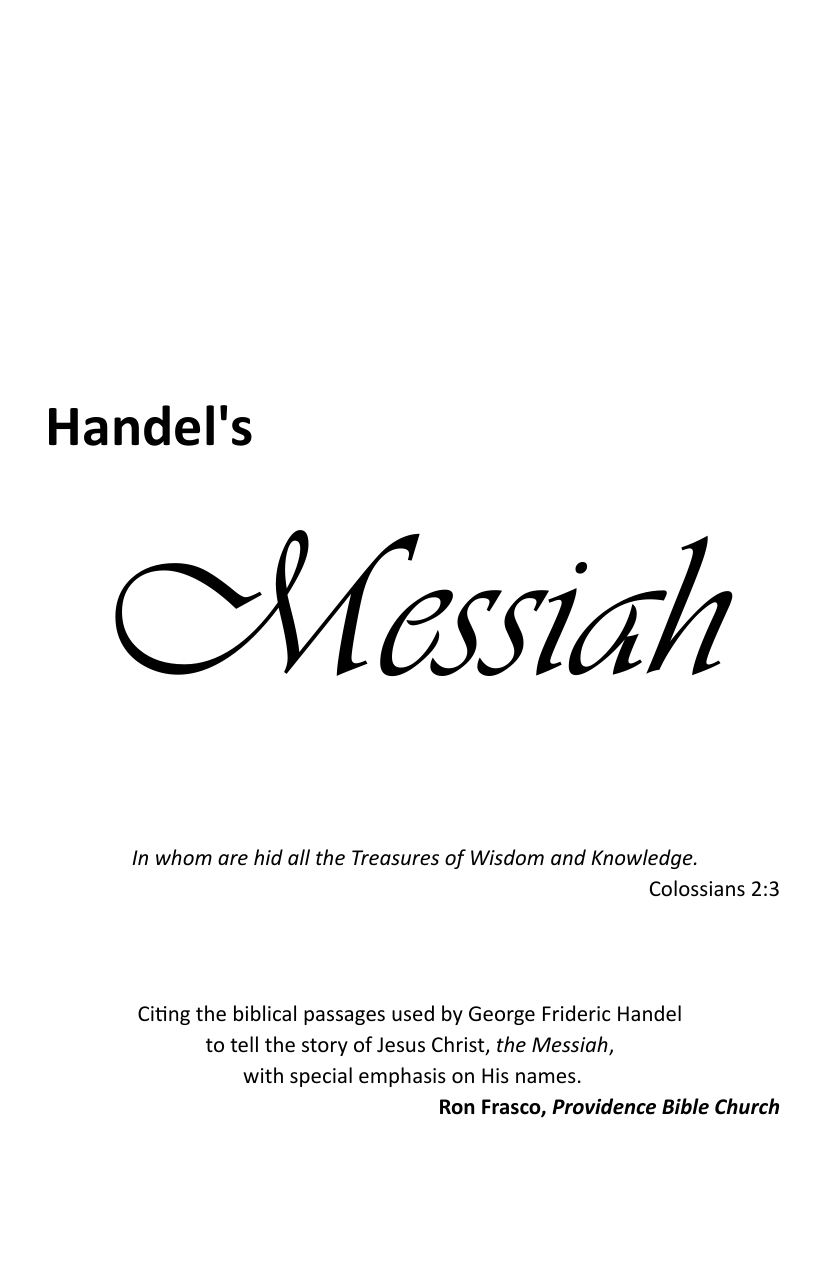 Handel's
Messiah
In whom are hid all the Treasures of Wisdom and Knowledge.
Colossians 2:3
Citing the biblical passages used by George Frideric Handel
to tell the story of Jesus Christ, the Messiah,
with special emphasis on His names.
Ron Frasco, Providence Bible Church